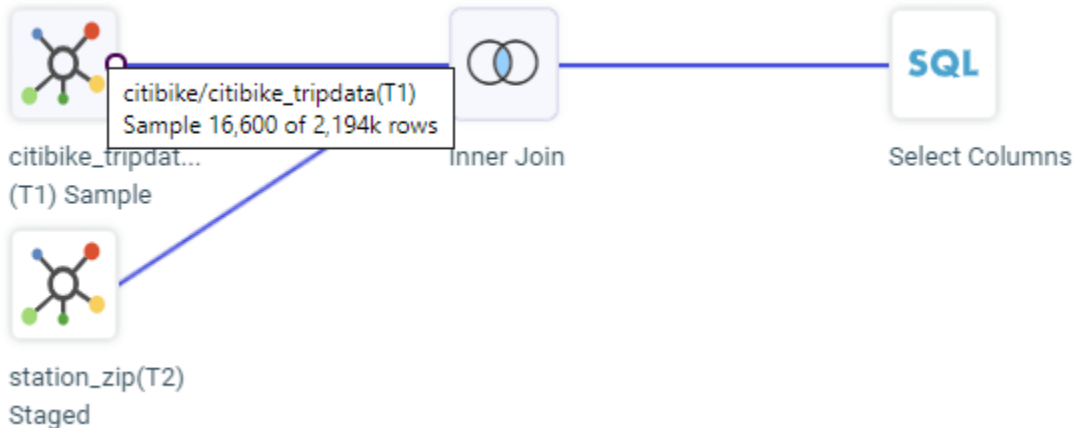 SQL
citibike/citibike_tripdata(T1)
Sample 16,600 of 2,194k rows
citibike_tripdat...
(T1) Sample
Inner Join
Select Columns
station_zip(T2)
Staged